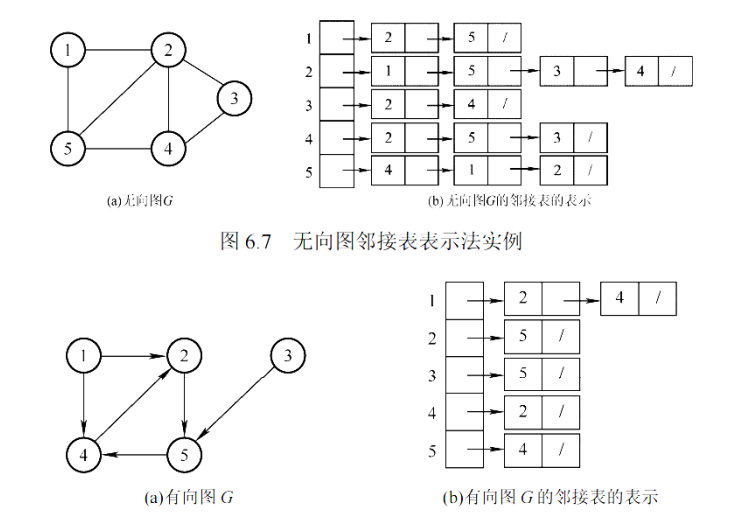 1 2
3
5 4
(a)无向图G
1 2 5 /
2 1 5 3 4 /
3 2 4 /
4 2 5 3 /
5 4 1 2 /
(b)无向图G的邻接表的表示
图 6.7 无向图邻接表表示法实例
1 2 3
4 5
(a)有向图 G
1 2 4 /
2 5 /
3 5 /
4 2 /
5 4 /
(b)有向图 G 的邻接表的表示